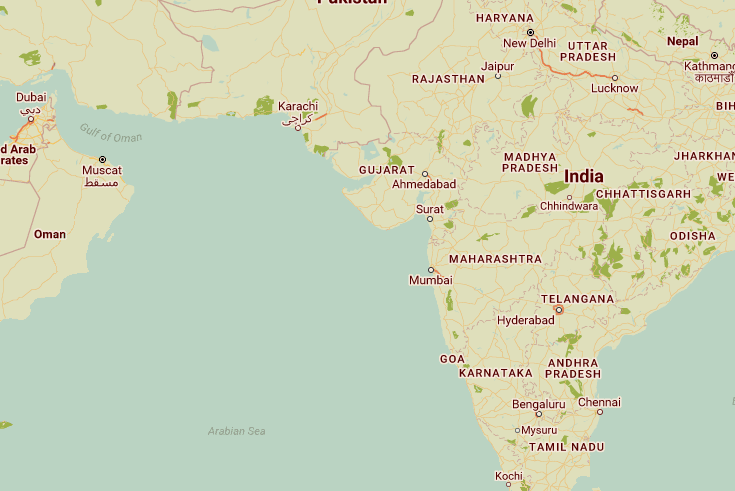 Pakistan
HARYANA
New Delhi
UTTAR
PRADESH
Nepal
Kathman
काठमाडौं
Jaipur
RAJASTHAN
Lucknow
Dubai
دبي
Karachi
کراچی
BIH
Gulf of Oman
d Arab
rates
Muscat
مسقط
GUJARAT
Ahmedabad
MADHYA
PRADESH
India
JHARKHAN
WE
CHHATTISGARH
Chhindwara
Surat
Oman
ODISHA
MAHARASHTRA
Mumbai
TELANGANA
Hyderabad
GOA
KARNATAKA
ANDHRA
PRADESH
Bengaluru
Chennai
Arabian Sea
Mysuru
TAMIL NADU
Kochi